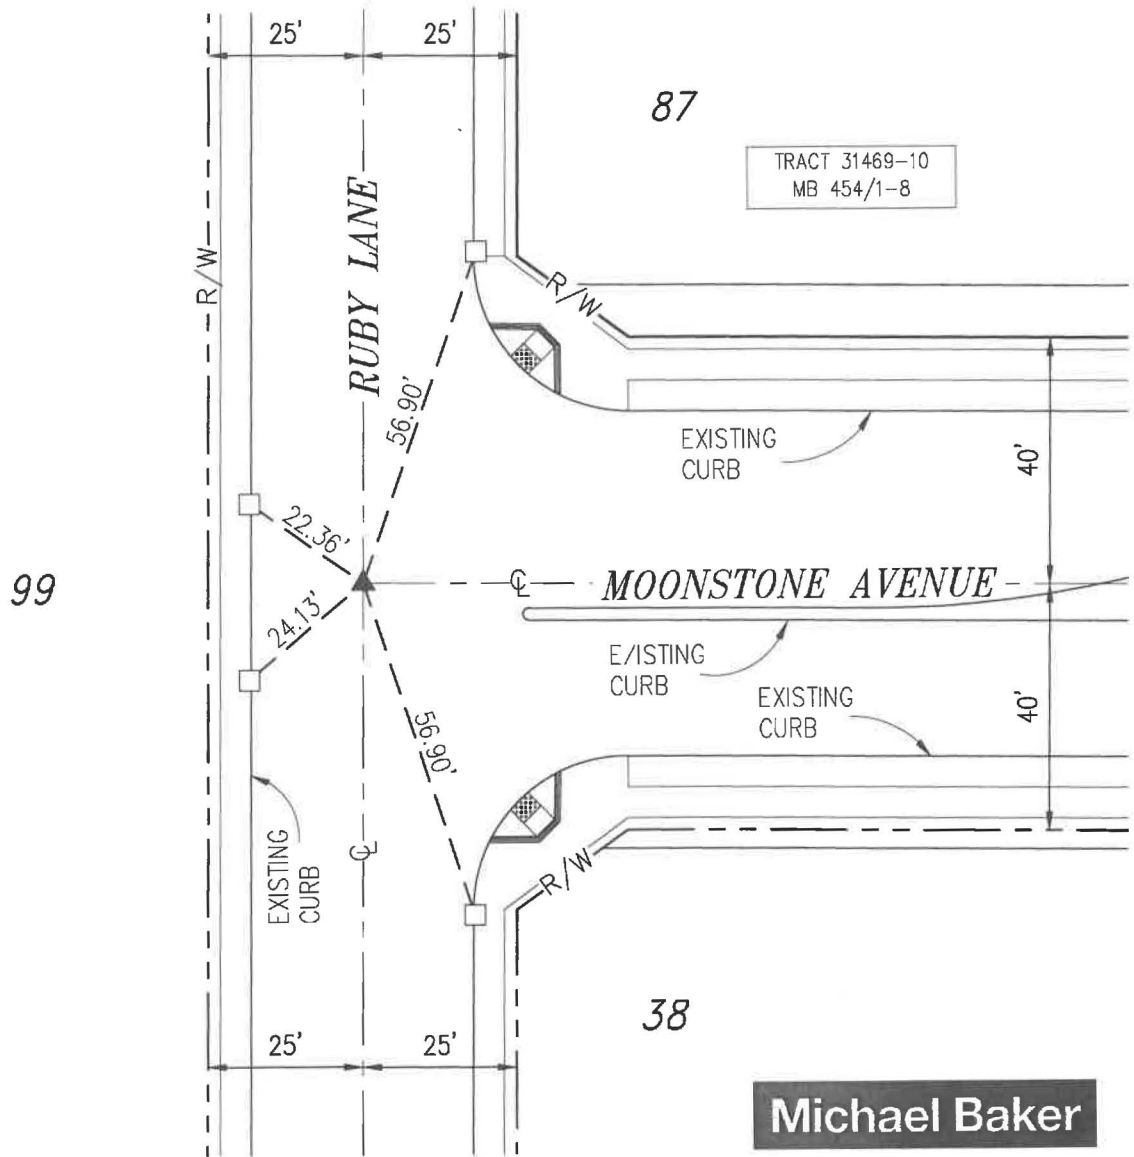 25'
25'
87
TRACT 31469-10
MB 454/1-8
RUBY LANE
R/W
R/W
56.90'
EXISTING
CURB
40'
22.36'
99
℄
MOONSTONE AVENUE
24.13'
E/ISTING
CURB
EXISTING
CURB
40'
56.90'
EXISTING
CURB
℄
R/W
38
25'
25'
Michael Baker